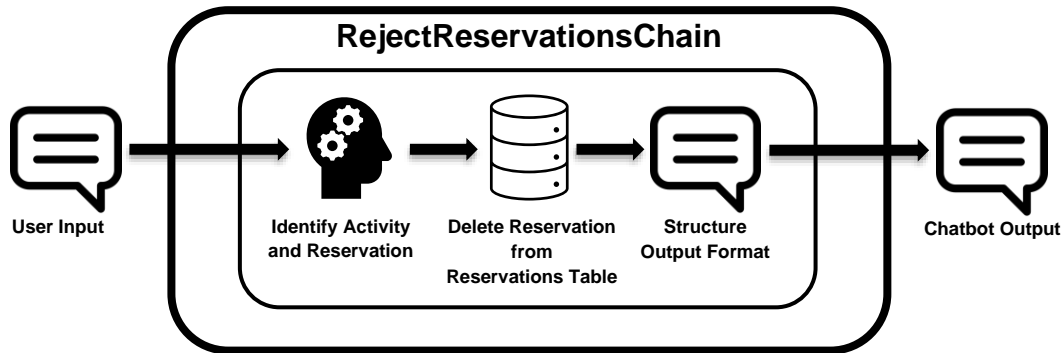 RejectReservationsChain
User Input
Identify Activity
and Reservation
Delete Reservation
from
Reservations Table
Structure
Output Format
Chatbot Output